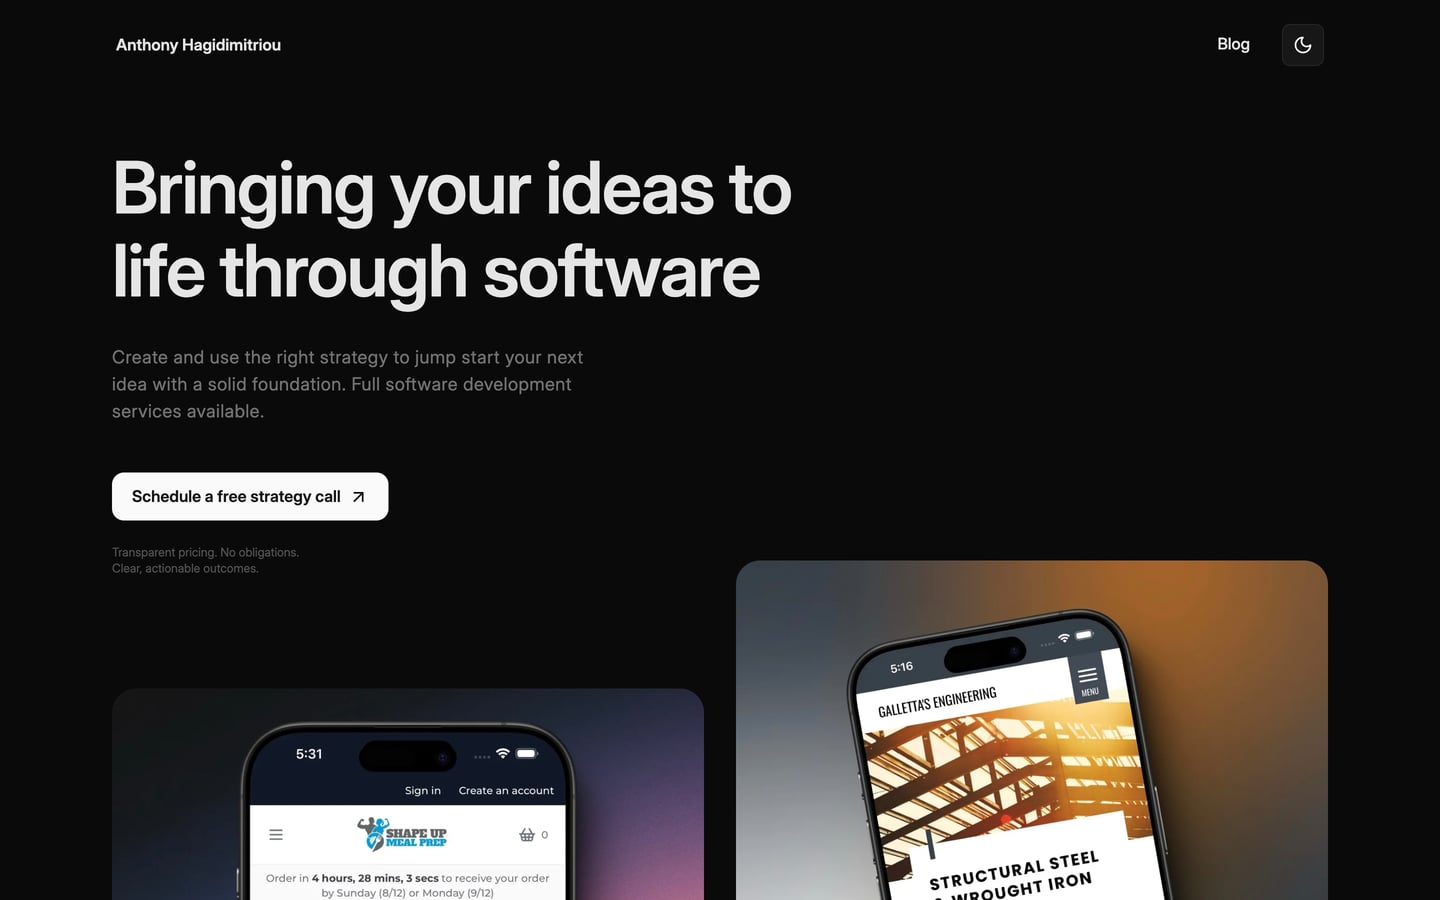 Anthony Hagidimitriou
Blog
Bringing your ideas to
life through software
Create and use the right strategy to jump start your next
idea with a solid foundation. Full software development
services available.
Schedule a free strategy call
Transparent pricing. No obligations.
Clear, actionable outcomes.
5:16
GALLETTA'S ENGINEERING
MENU
STRUCTURAL STEEL
& WROUGHT IRON
5:31
Sign in Create an account
SHAPE UP
MEAL PREP
0
Order in 4 hours, 28 mins, 3 secs to receive your order
by Sunday (8/12) or Monday (9/12)